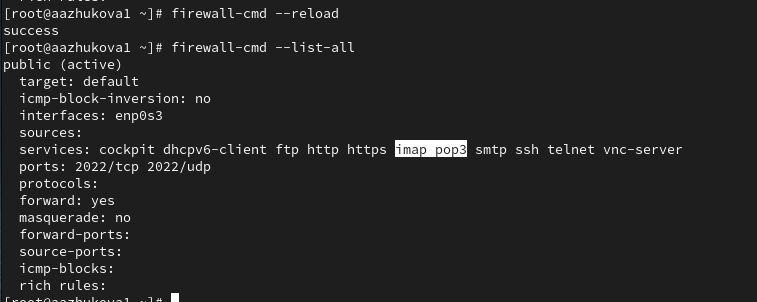 rich rules:
[root@aazhukova1 ~]# firewall-cmd --reload
success
[root@aazhukova1 ~]# firewall-cmd --list-all
public (active)
  target: default
  icmp-block-inversion: no
  interfaces: enp0s3
  sources:
  services: cockpit dhcpv6-client ftp http https imap pop3 smtp ssh telnet vnc-server
  ports: 2022/tcp 2022/udp
  protocols:
  forward: yes
  masquerade: no
  forward-ports:
  source-ports:
  icmp-blocks:
  rich rules:
[root@aazhukova1 ~]#